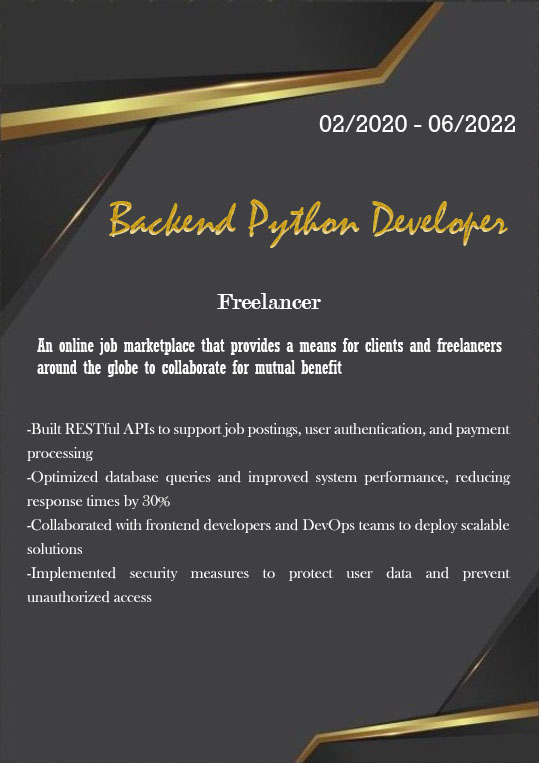 02/2020 - 06/2022
Backend Python Developer
Freelancer
An online job marketplace that provides a means for clients and freelancers
around the globe to collaborate for mutual benefit
-Built RESTful APIs to support job postings, user authentication, and payment
processing
-Optimized database queries and improved system performance, reducing
response times by 30%
-Collaborated with frontend developers and DevOps teams to deploy scalable
solutions
-Implemented security measures to protect user data and prevent
unauthorized access